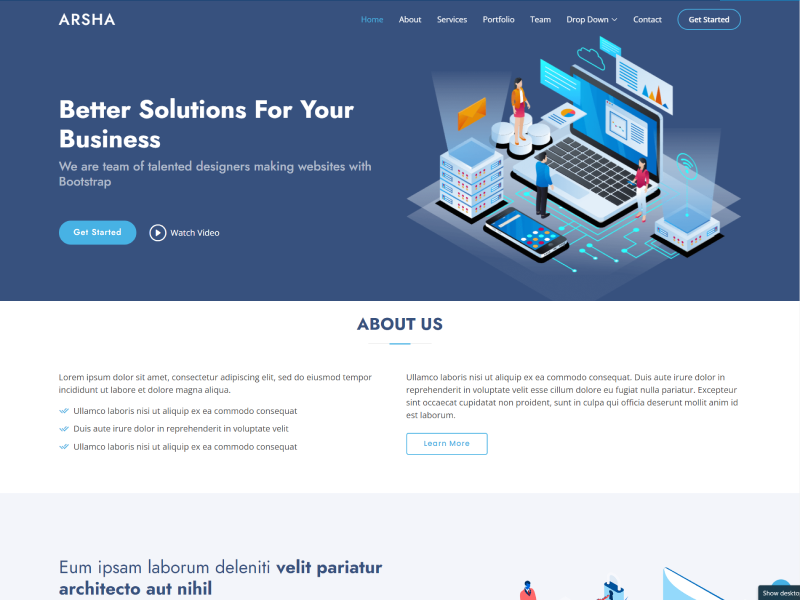 ARSHA
Home About Services Portfolio Team Drop Down Contact Get Started
Better Solutions For Your
Business
We are team of talented designers making websites with
Bootstrap
Get Started Watch Video
ABOUT US
Lorem ipsum dolor sit amet, consectetur adipiscing elit, sed do eiusmod tempor
incididunt ut labore et dolore magna aliqua.
Ullamco laboris nisi ut aliquip ex ea commodo consequat
Duis aute irure dolor in reprehenderit in voluptate velit
Ullamco laboris nisi ut aliquip ex ea commodo consequat
Ullamco laboris nisi ut aliquip ex ea commodo consequat. Duis aute irure dolor in
reprehenderit in voluptate velit esse cillum dolore eu fugiat nulla pariatur. Excepteur
sint occaecat cupidatat non proident, sunt in culpa qui officia deserunt mollit anim id
est laborum.
Learn More
Eum ipsam laborum deleniti velit pariatur
architecto aut nihil
Show deskto